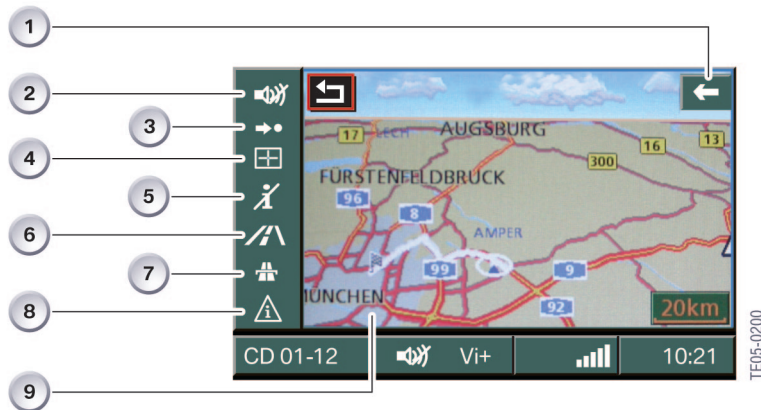 1
2
3
4
5
6
7
8
9
17
LECH
AUGSBURG
16
13
300
FÜRSTENFELDBRUCK
96
8
AMPER
99
9
MÜNCHEN
92
20km
CD 01-12
Vi+
10:21
TE05-0200